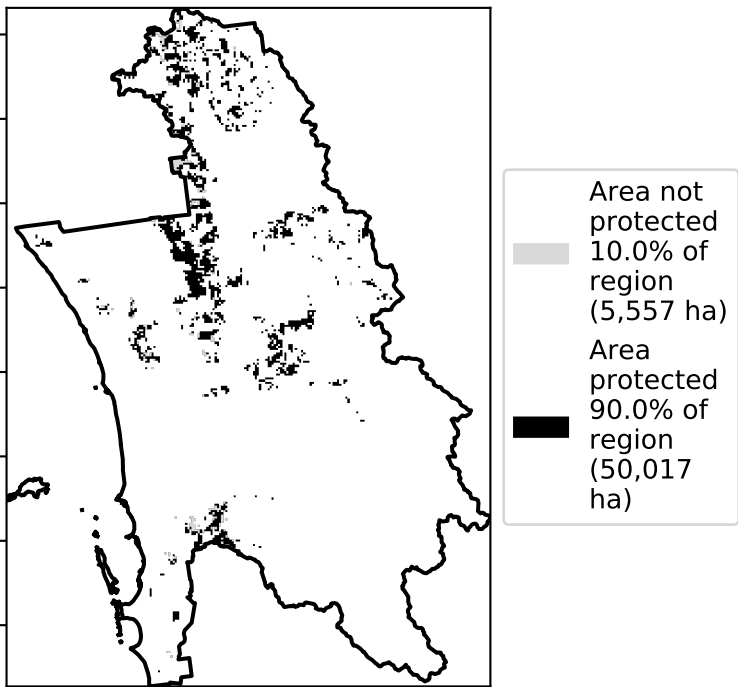 Area not
protected
10.0% of
region
(5,557 ha)
Area
protected
90.0% of
region
(50,017
ha)